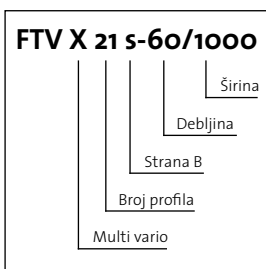 FTV X 21 s-60/1000
Širina
Debljina
Strana B
Broj profila
Multi vario